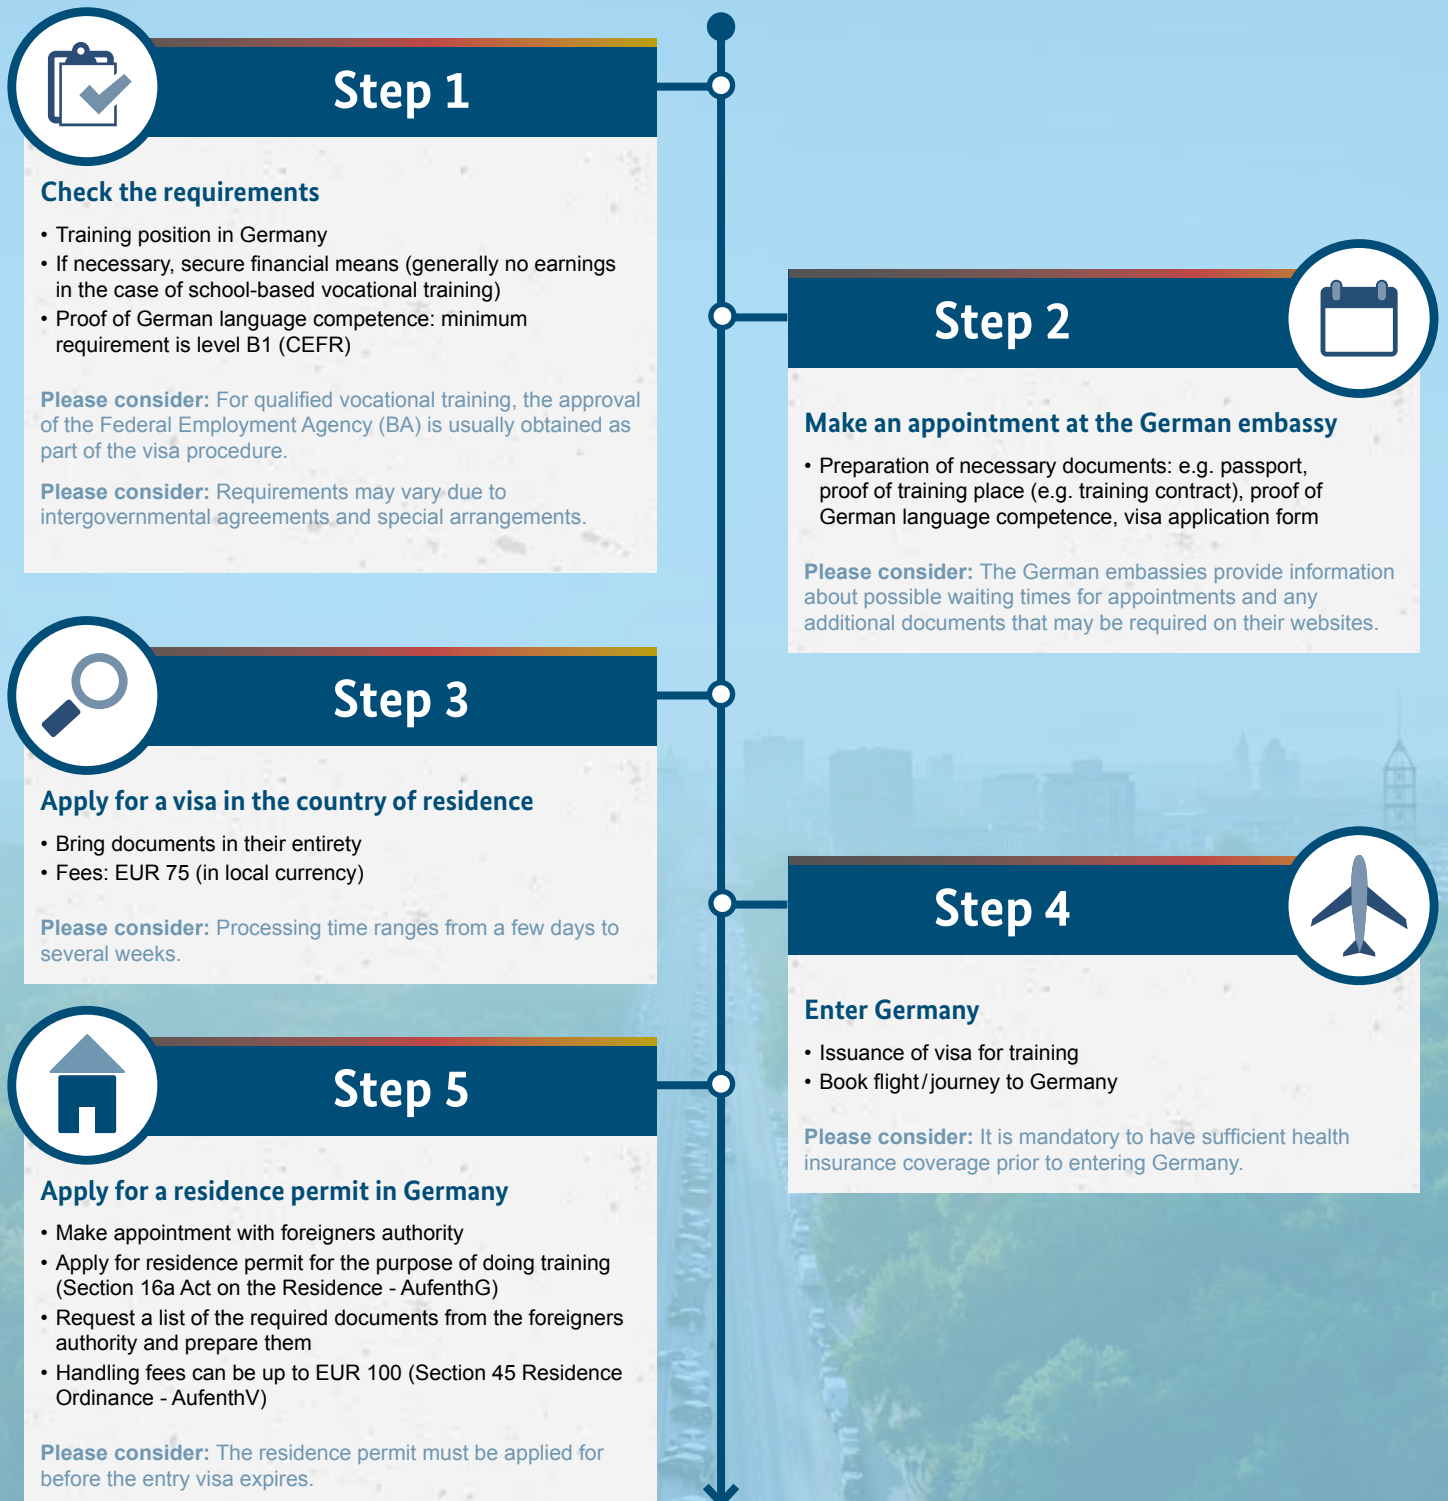 Step 1
Check the requirements
• Training position in Germany
• If necessary, secure financial means (generally no earnings
in the case of school-based vocational training)
• Proof of German language competence: minimum
requirement is level B1 (CEFR)
Please consider: For qualified vocational training, the approval
of the Federal Employment Agency (BA) is usually obtained as
part of the visa procedure.
Please consider: Requirements may vary due to
intergovernmental agreements and special arrangements.
Step 2
Make an appointment at the German embassy
• Preparation of necessary documents: e.g. passport,
proof of training place (e.g. training contract), proof of
German language competence, visa application form
Please consider: The German embassies provide information
about possible waiting times for appointments and any
additional documents that may be required on their websites.
Step 3
Apply for a visa in the country of residence
• Bring documents in their entirety
• Fees: EUR 75 (in local currency)
Please consider: Processing time ranges from a few days to
several weeks.
Step 4
Enter Germany
• Issuance of visa for training
• Book flight/journey to Germany
Please consider: It is mandatory to have sufficient health
insurance coverage prior to entering Germany.
Step 5
Apply for a residence permit in Germany
• Make appointment with foreigners authority
• Apply for residence permit for the purpose of doing training
(Section 16a Act on the Residence - AufenthG)
• Request a list of the required documents from the foreigners
authority and prepare them
• Handling fees can be up to EUR 100 (Section 45 Residence
Ordinance - AufenthV)
Please consider: The residence permit must be applied for
before the entry visa expires.